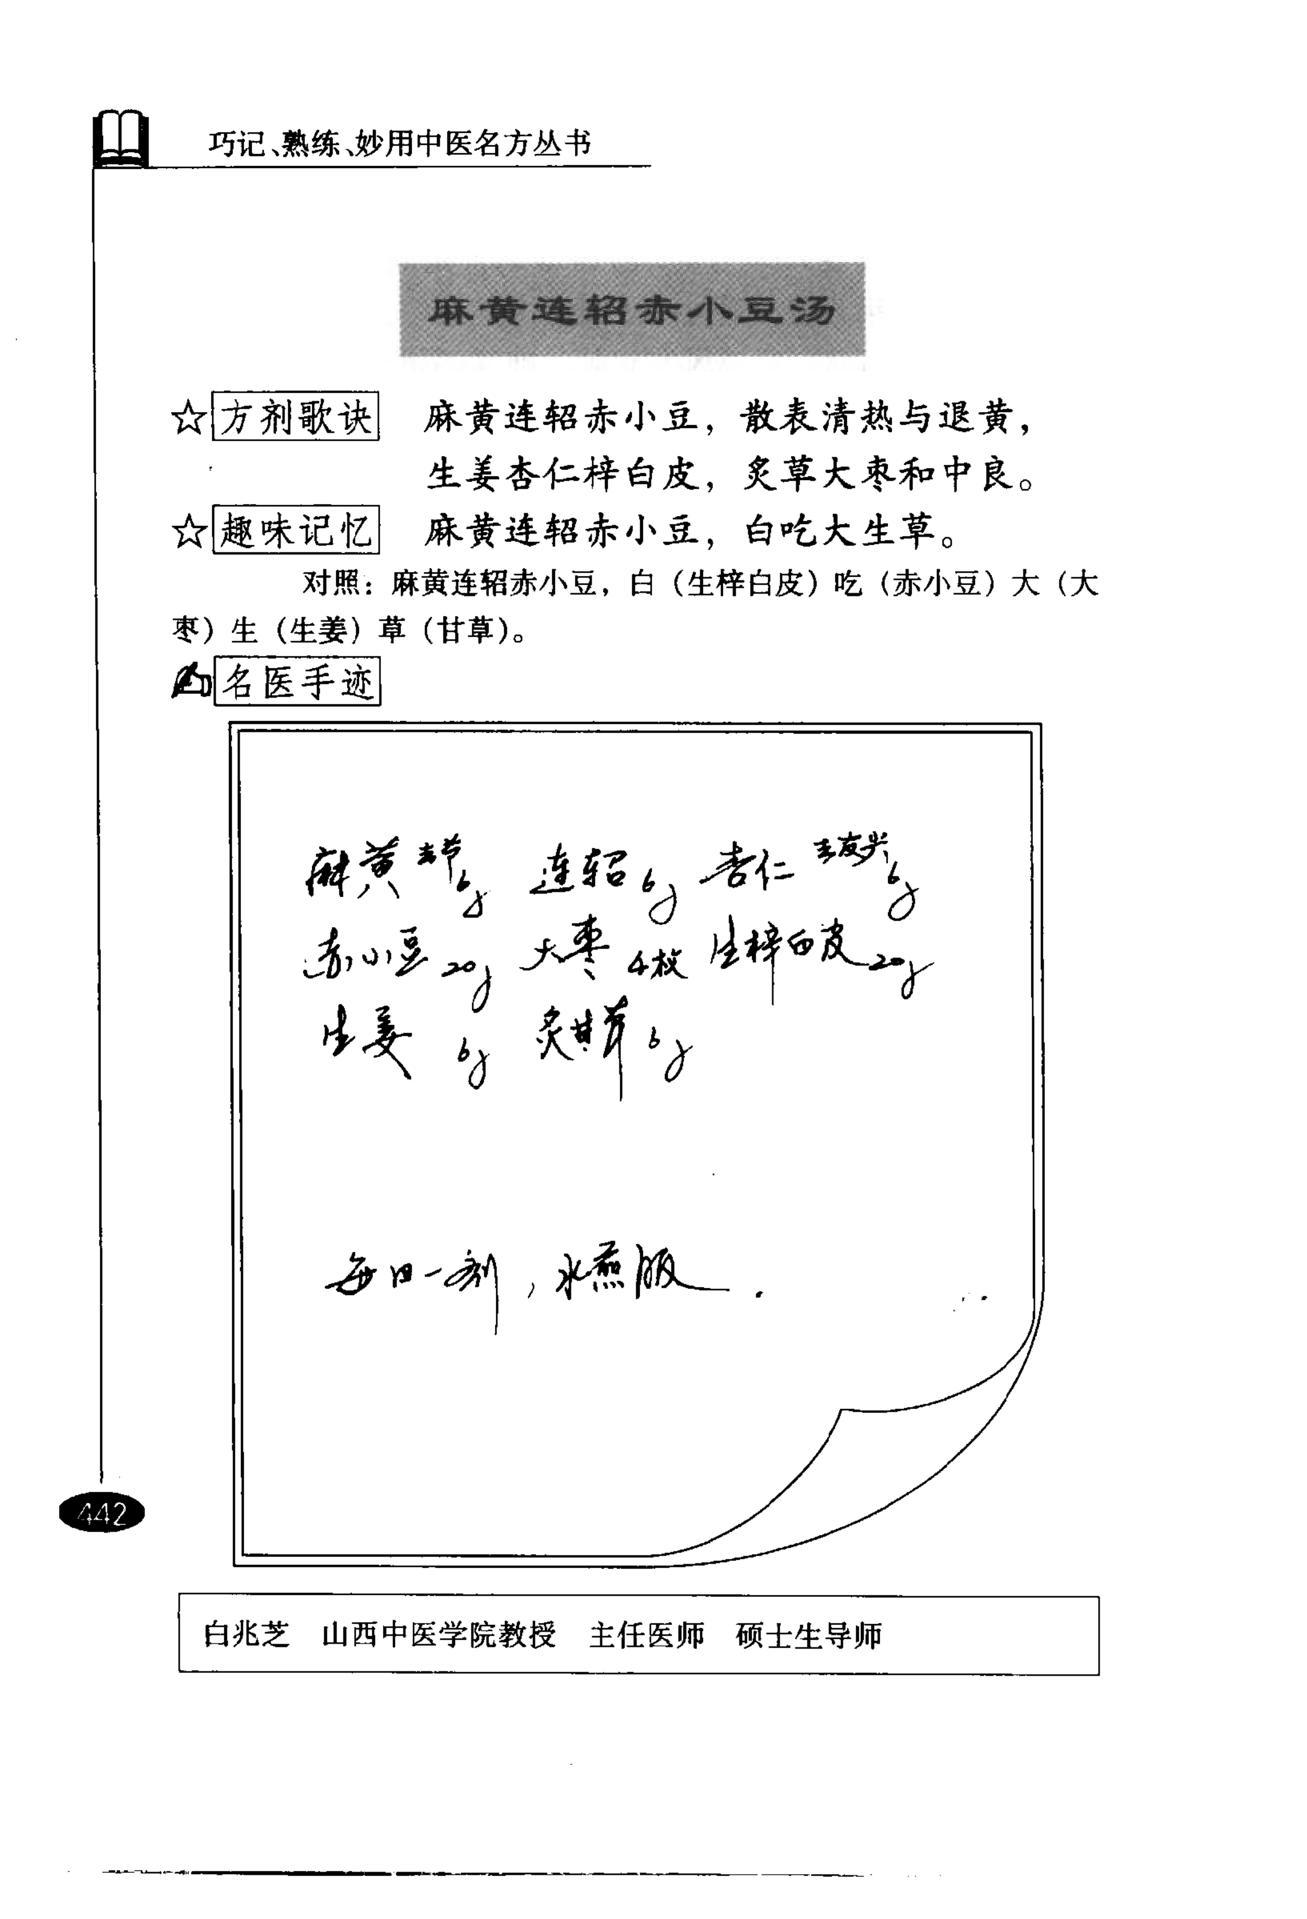 巧记、熟练、妙用中医名方丛书
麻黄连轺赤小豆汤
☆方剂歌诀 麻黄连轺赤小豆，散表清热与退黄，
生姜杏仁梓白皮，炙草大枣和中良。
☆趣味记忆 麻黄连轺赤小豆，白吃大生草。
对照：麻黄连轺赤小豆，白（生梓白皮）吃（赤小豆）大（大
枣）生（生姜）草（甘草）。
名医手迹
麻黄 去节 6g 连轺 6g 杏仁 去皮尖 6g
赤小豆 20g 大枣 4枚 生梓白皮 20g
生姜 6g 炙甘草 6g
每日一剂，水煎服.
442
白兆芝 山西中医学院教授 主任医师 硕士生导师